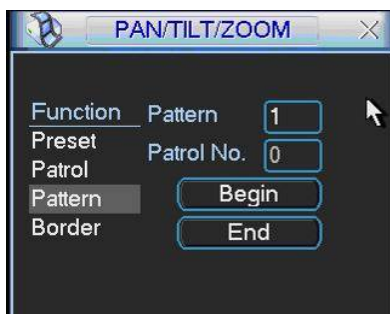 PAN/TILT/ZOOM
Function
Preset
Patrol
Pattern
Border
Pattern 1
Patrol No. 0
Begin
End